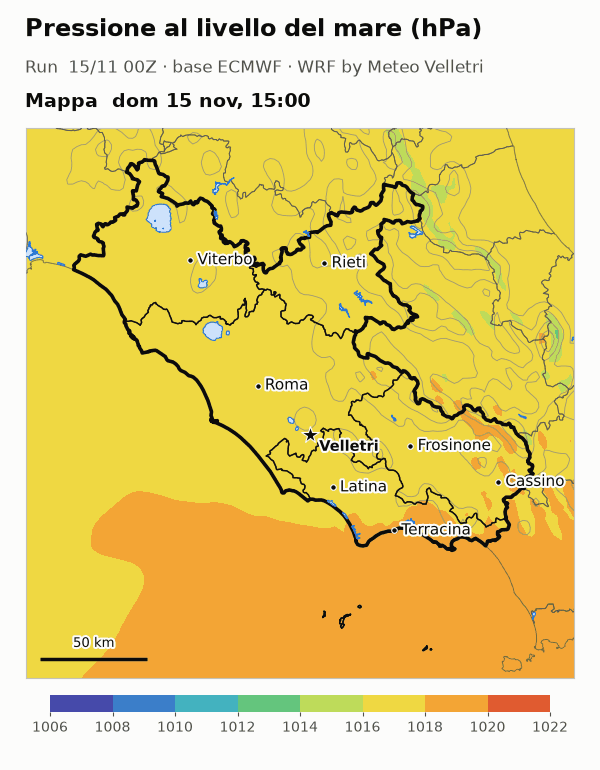 Pressione al livello del mare (hPa)
Run  15/11 00Z · base ECMWF · WRF by Meteo Velletri
Mappa  dom 15 nov, 15:00
Viterbo
Rieti
Roma
Velletri
Frosinone
Cassino
Latina
Terracina
50 km
1006 1008 1010 1012 1014 1016 1018 1020 1022